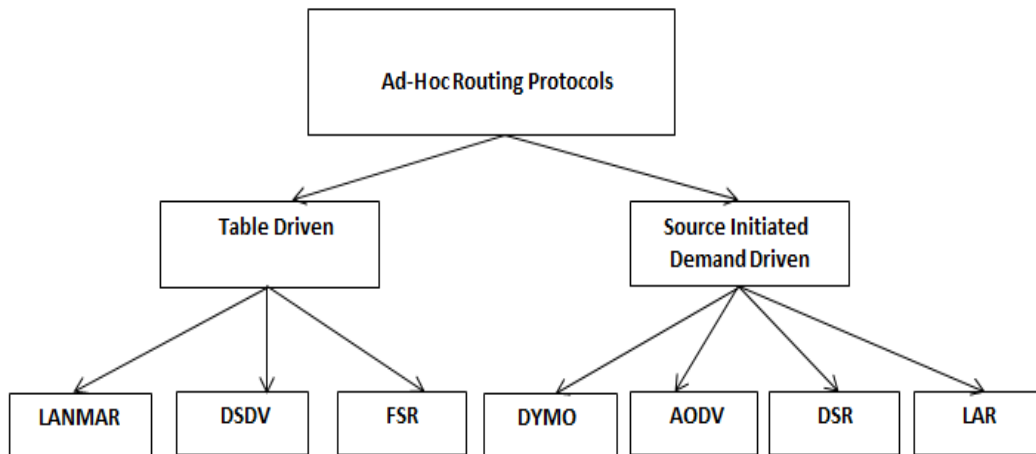 Ad-Hoc Routing Protocols
Table Driven
Source Initiated
Demand Driven
LANMAR
DSDV
FSR
DYMO
AODV
DSR
LAR